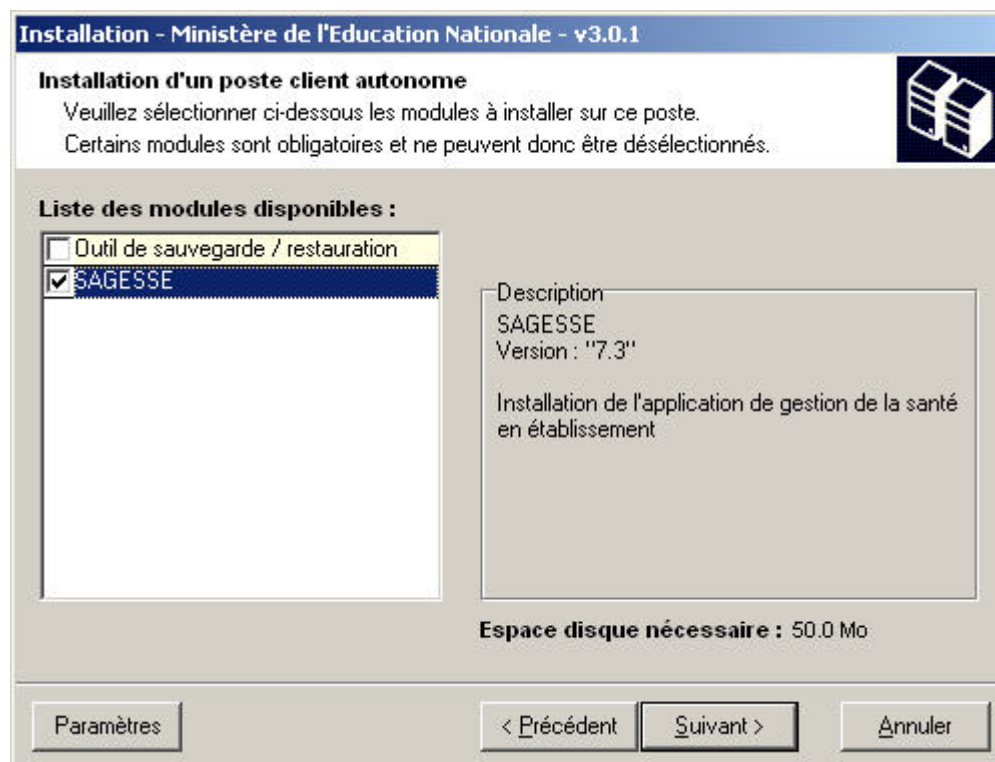 Installation - Ministère de l'Education Nationale - v3.0.1
Installation d'un poste client autonome
Veuillez sélectionner ci-dessous les modules à installer sur ce poste.
Certains modules sont obligatoires et ne peuvent donc être désélectionnés.
Liste des modules disponibles :
Outil de sauvegarde / restauration
SAGESSE
Description
SAGESSE
Version : "7.3"
Installation de l'application de gestion de la santé
en établissement
Espace disque nécessaire : 50.0 Mo
Paramètres
< Précédent
Suivant >
Annuler